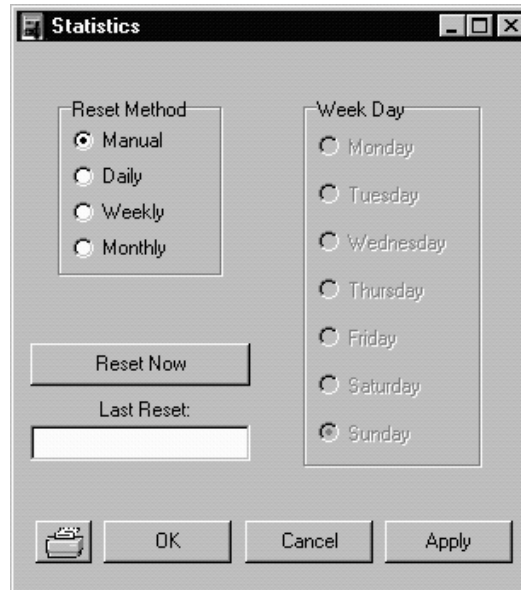 Statistics
Reset Method
Manual
Daily
Weekly
Monthly
Reset Now
Last Reset:
Week Day
Monday
Tuesday
Wednesday
Thursday
Friday
Saturday
Sunday
OK
Cancel
Apply